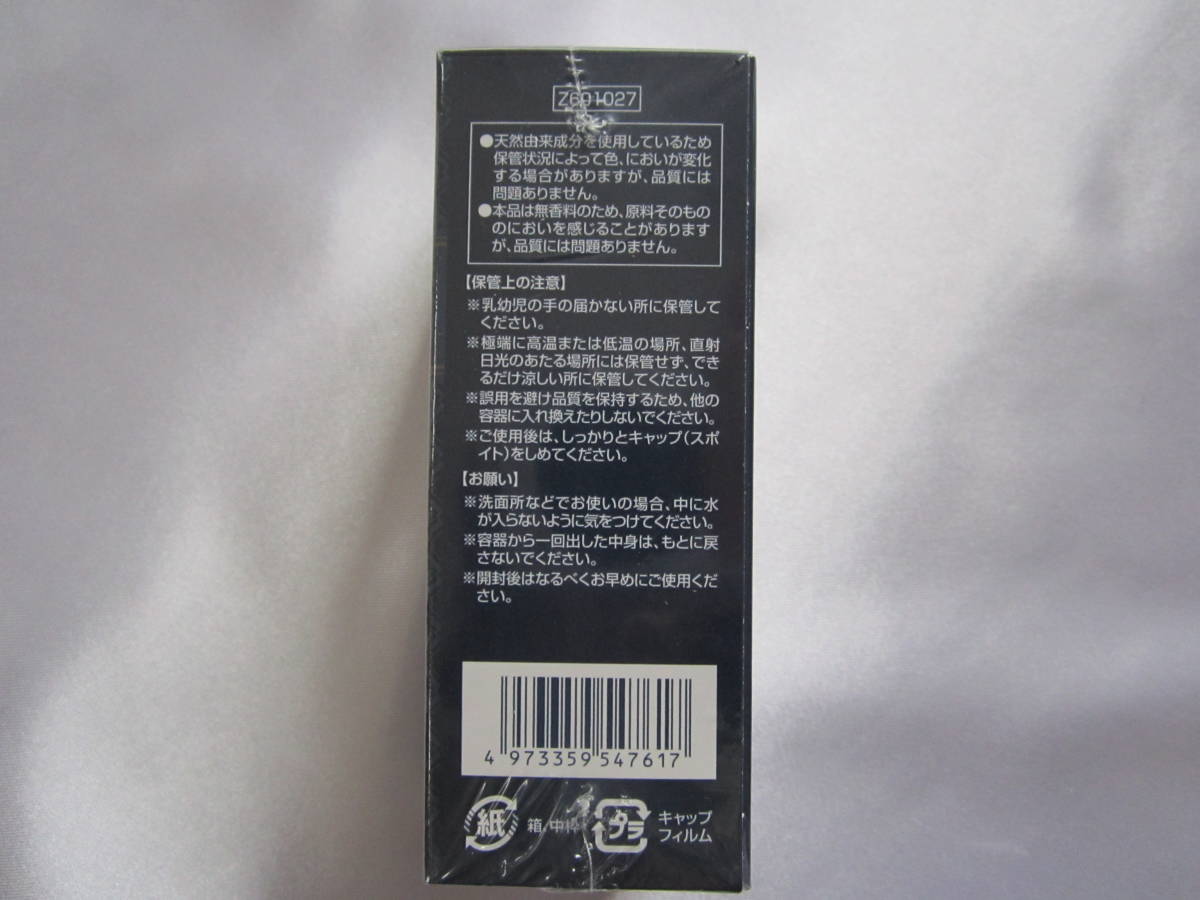 Z601027
●天然由来成分を使用しているため
保管状況によって色、においが変化
する場合がありますが、品質には
問題ありません。
●本品は無香料のため、原料そのもの
のにおいを感じることがあります
が、品質には問題ありません。
【保管上の注意】
※乳幼児の手の届かない所に保管して
ください。
※極端に高温または低温の場所、直射
日光のあたる場所には保管せず、でき
るだけ涼しい所に保管してください。
※誤用を避け品質を保持するため、他の
容器に入れ換えたりしないでください。
※ご使用後は、しっかりとキャップ(スポ
イト)をしめてください。
【お願い】
※洗面所などでお使いの場合、中に水
が入らないように気をつけてください。
※容器から一回出した中身は、もとに戻
さないでください。
※開封後はなるべくお早めにご使用くだ
さい。
4 973359 547617
紙 箱、中枠 プラ キャップ
フィルム